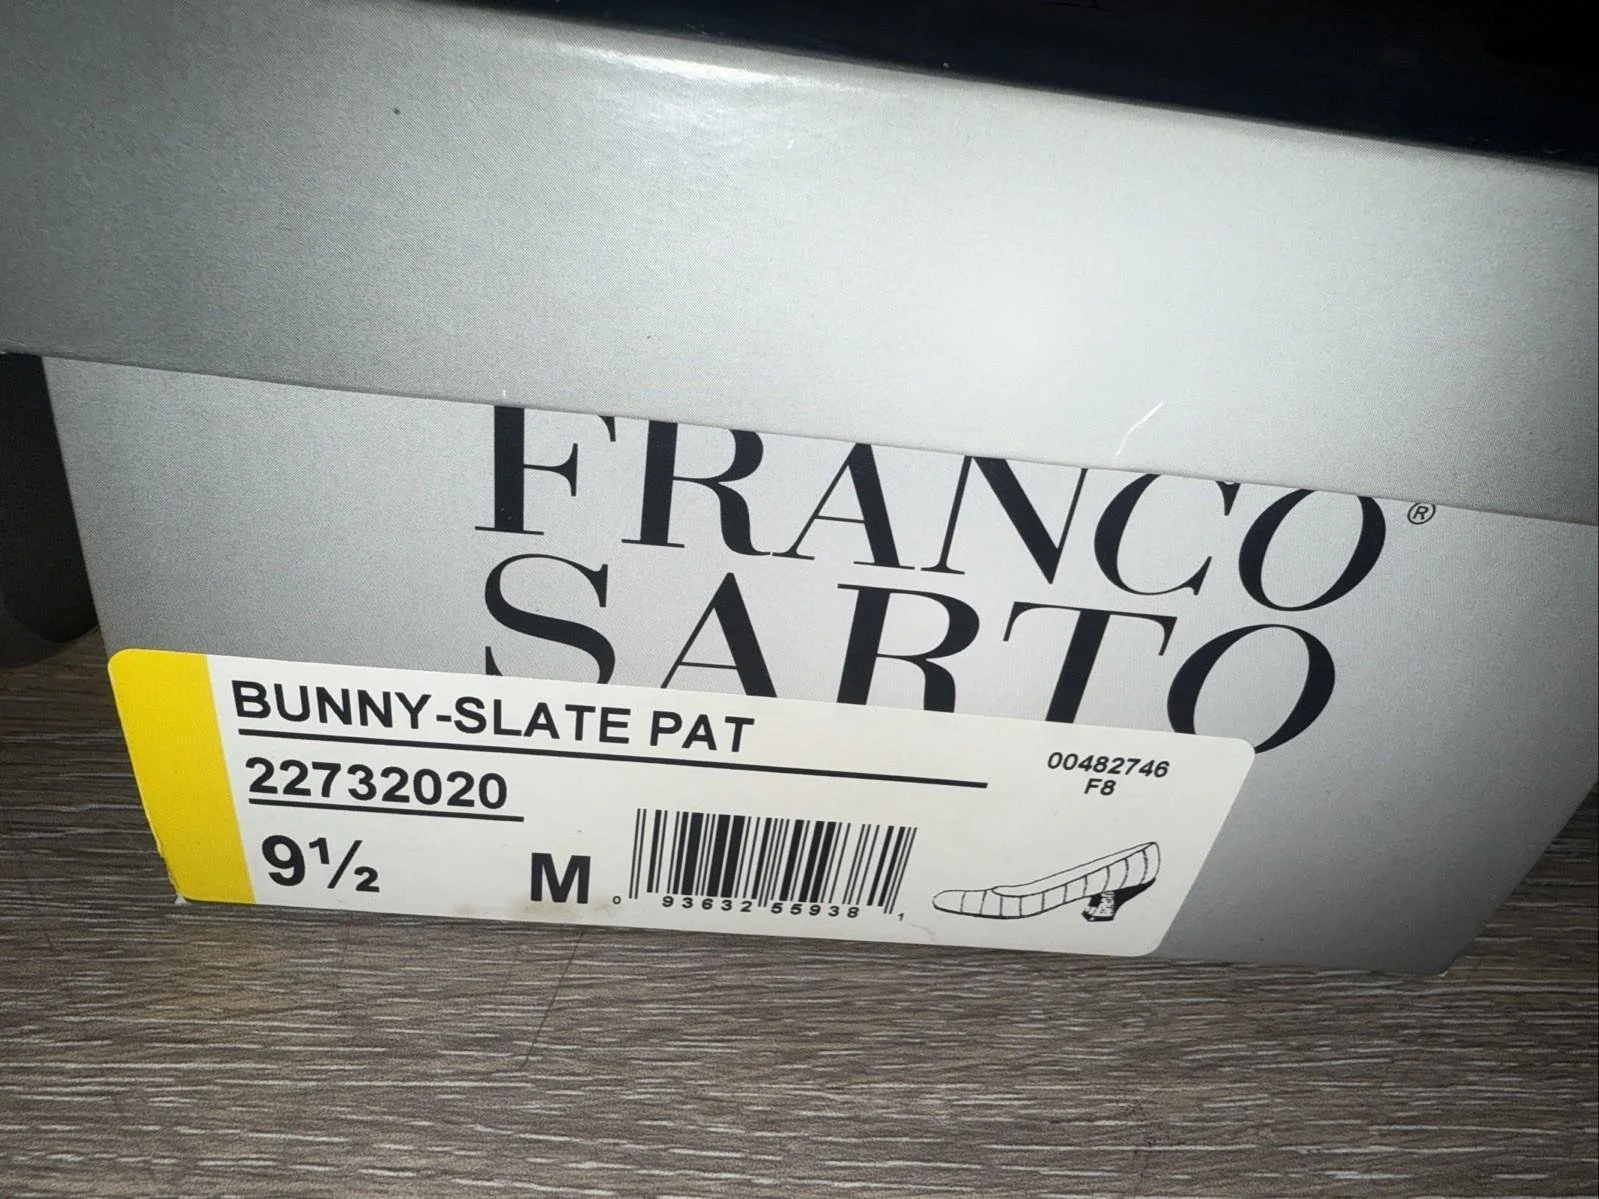 FRANCO®
SARTO
BUNNY-SLATE PAT
22732020
00482746
F8
9½ M
0 93632 55938 1